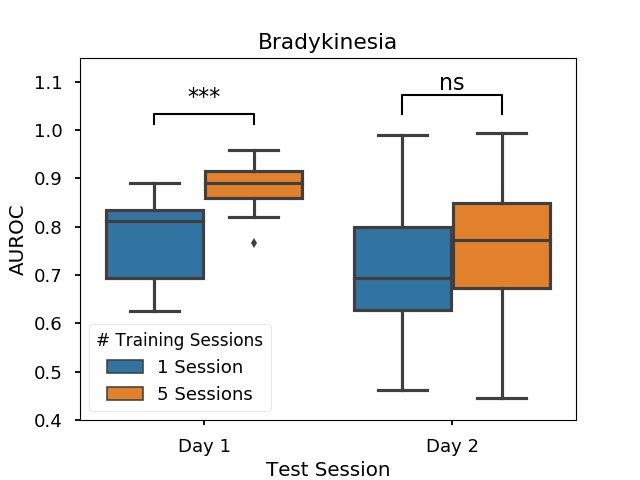 Bradykinesia
AUROC
1.1
1.0
0.9
0.8
0.7
0.6
0.5
0.4
***
ns
# Training Sessions
1 Session
5 Sessions
Day 1
Day 2
Test Session